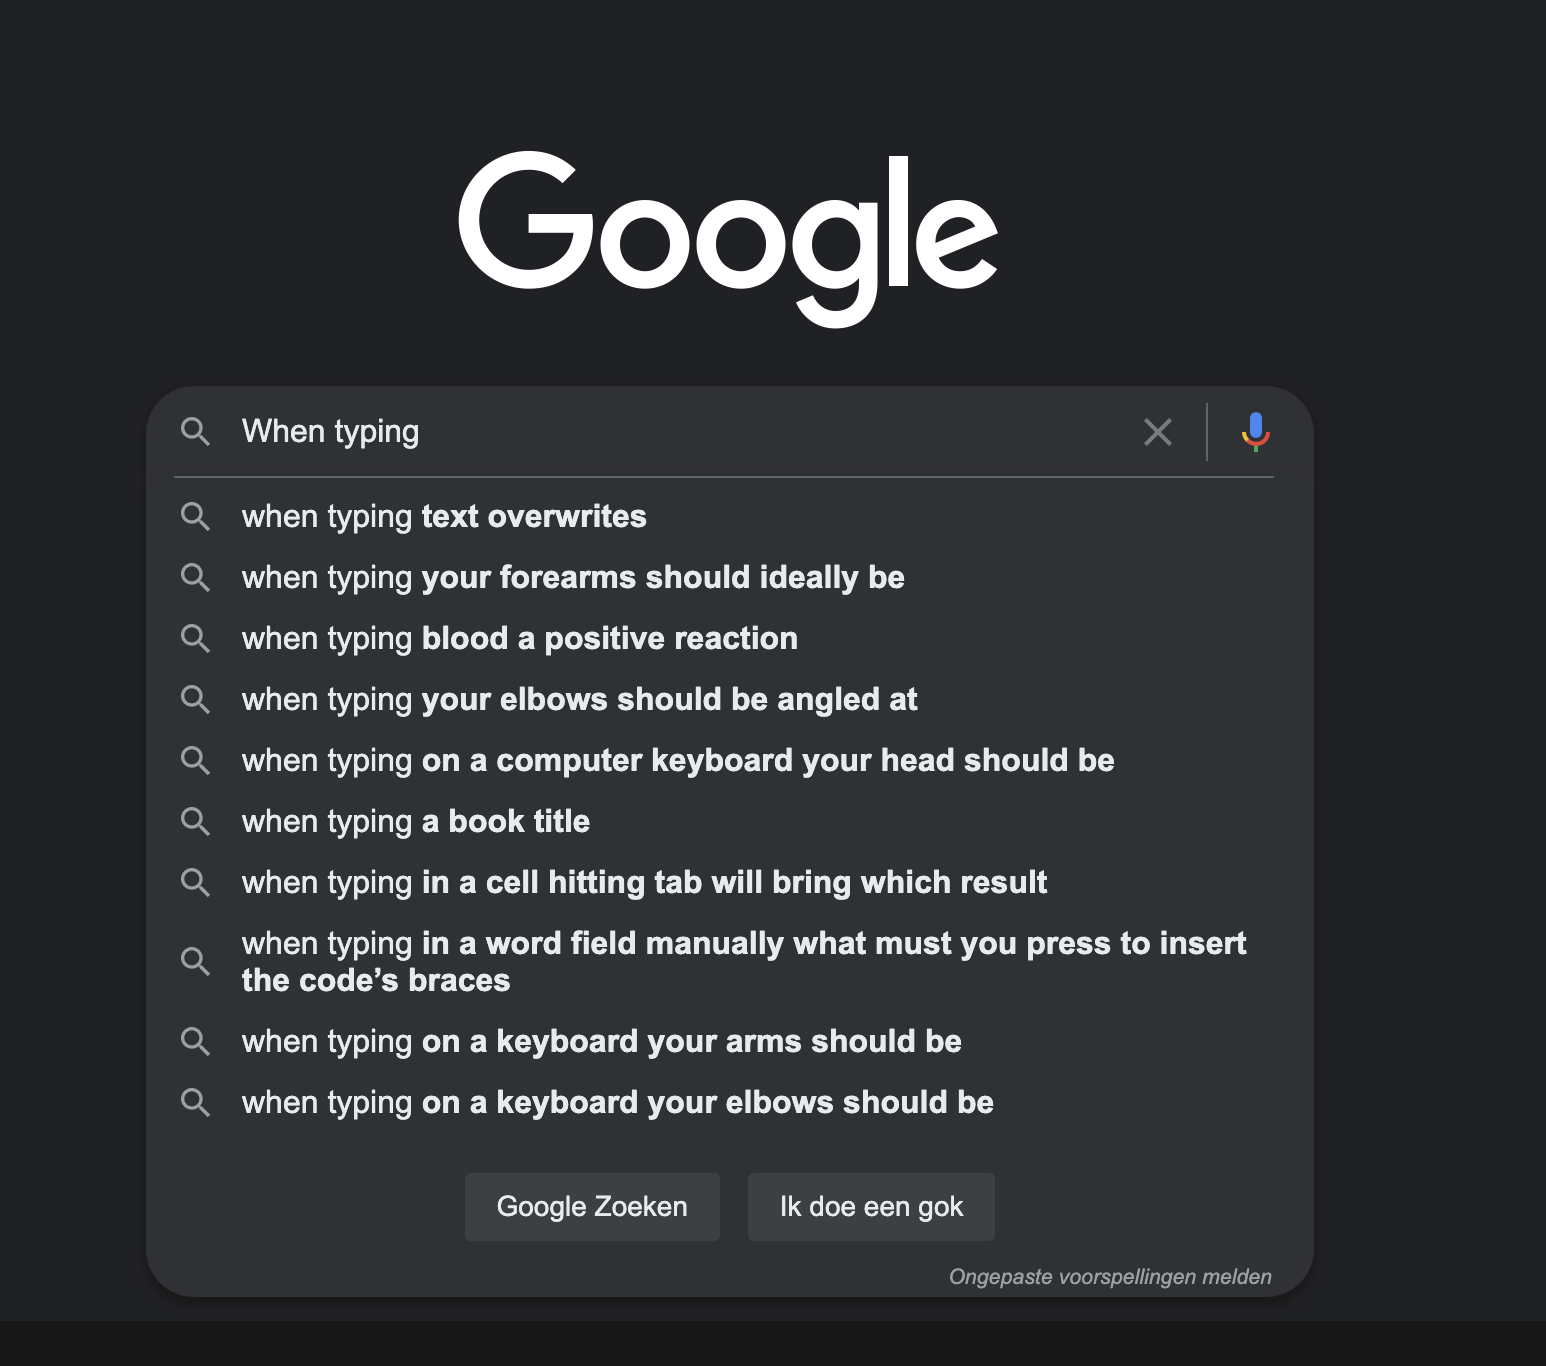 Google
When typing
when typing text overwrites
when typing your forearms should ideally be
when typing blood a positive reaction
when typing your elbows should be angled at
when typing on a computer keyboard your head should be
when typing a book title
when typing in a cell hitting tab will bring which result
when typing in a word field manually what must you press to insert
the code’s braces
when typing on a keyboard your arms should be
when typing on a keyboard your elbows should be
Google Zoeken
Ik doe een gok
Ongepaste voorspellingen melden